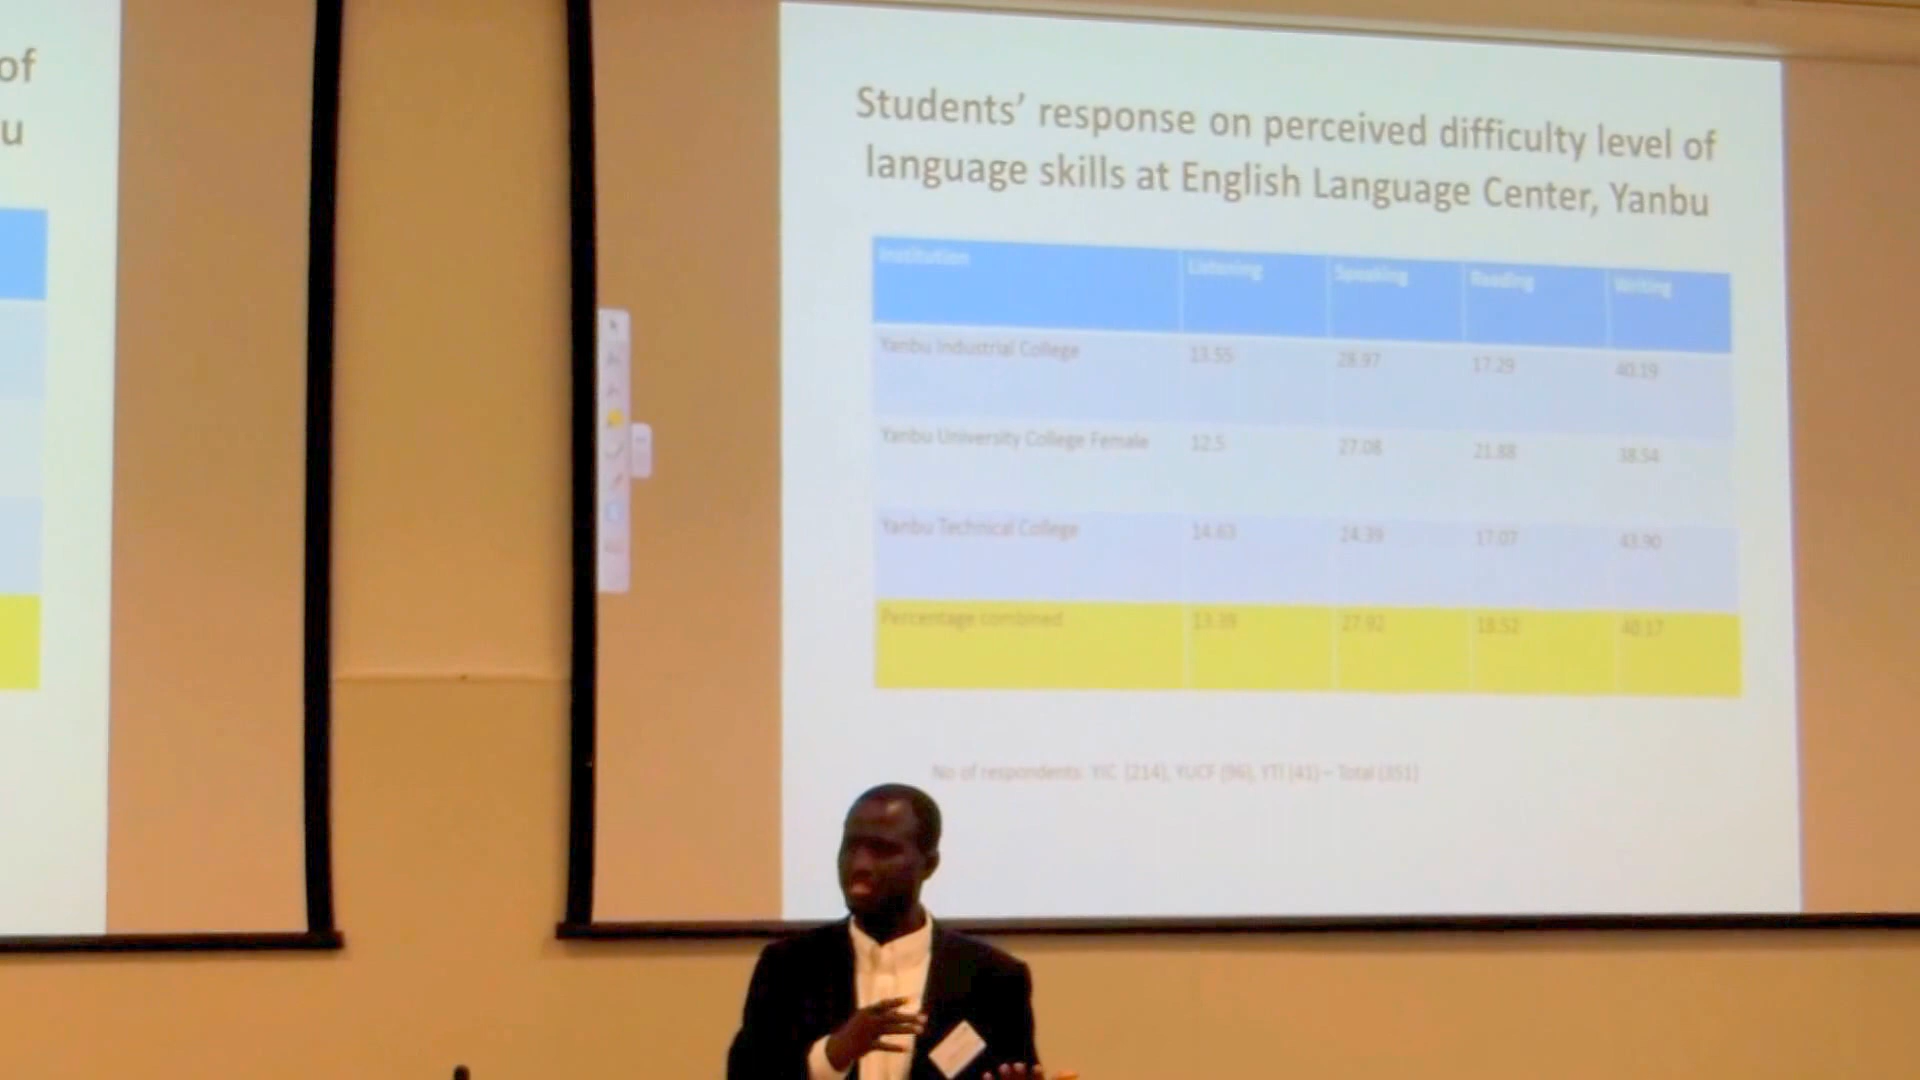 of
u
Students’ response on perceived difficulty level of
language skills at English Language Center, Yanbu
Institution Listening Speaking Reading Writing
Yanbu Industrial College 13.55 28.97 17.29 40.19
Yanbu University College Female 12.5 27.08 21.88 38.54
Yanbu Technical College 14.63 24.39 17.07 43.90
Percentage combined 13.39 27.92 18.52 40.17
No of respondents: YIC (214), YUCF (96), YTI (41) – Total (351)